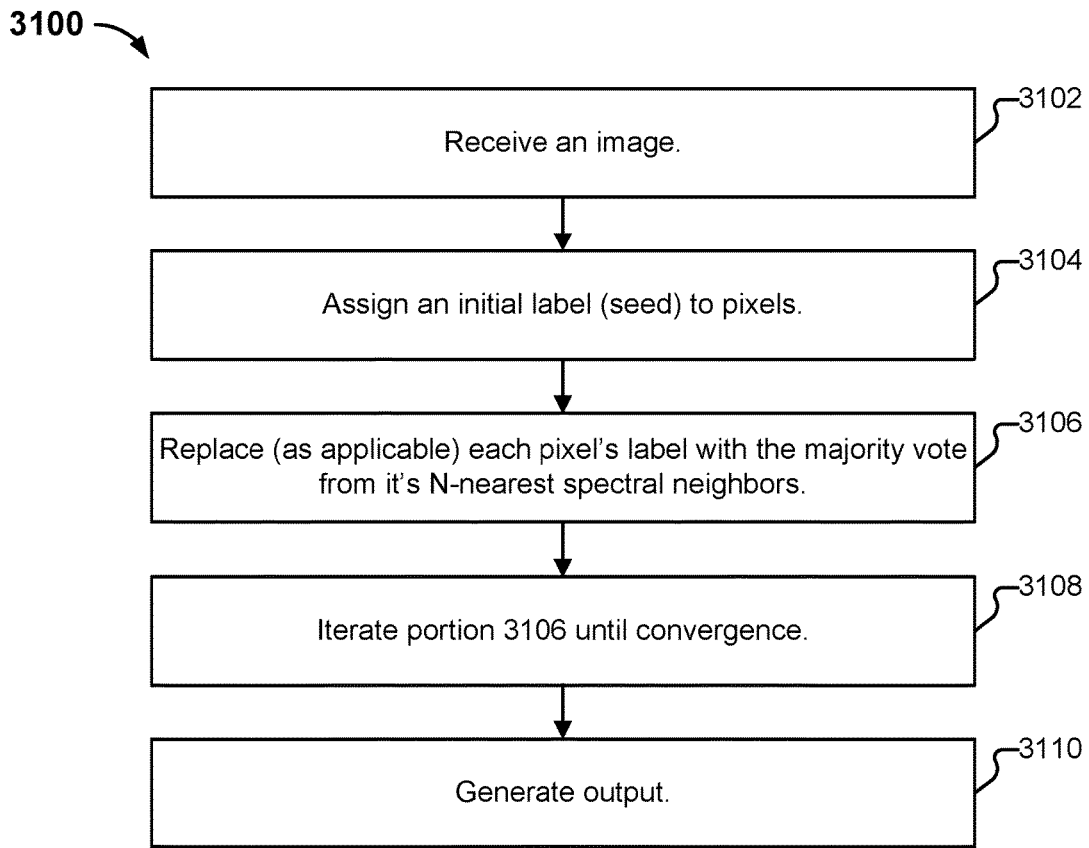 3100
3102
Receive an image.
3104
Assign an initial label (seed) to pixels.
3106
Replace (as applicable) each pixel's label with the majority vote
from it's N-nearest spectral neighbors.
3108
Iterate portion 3106 until convergence.
3110
Generate output.